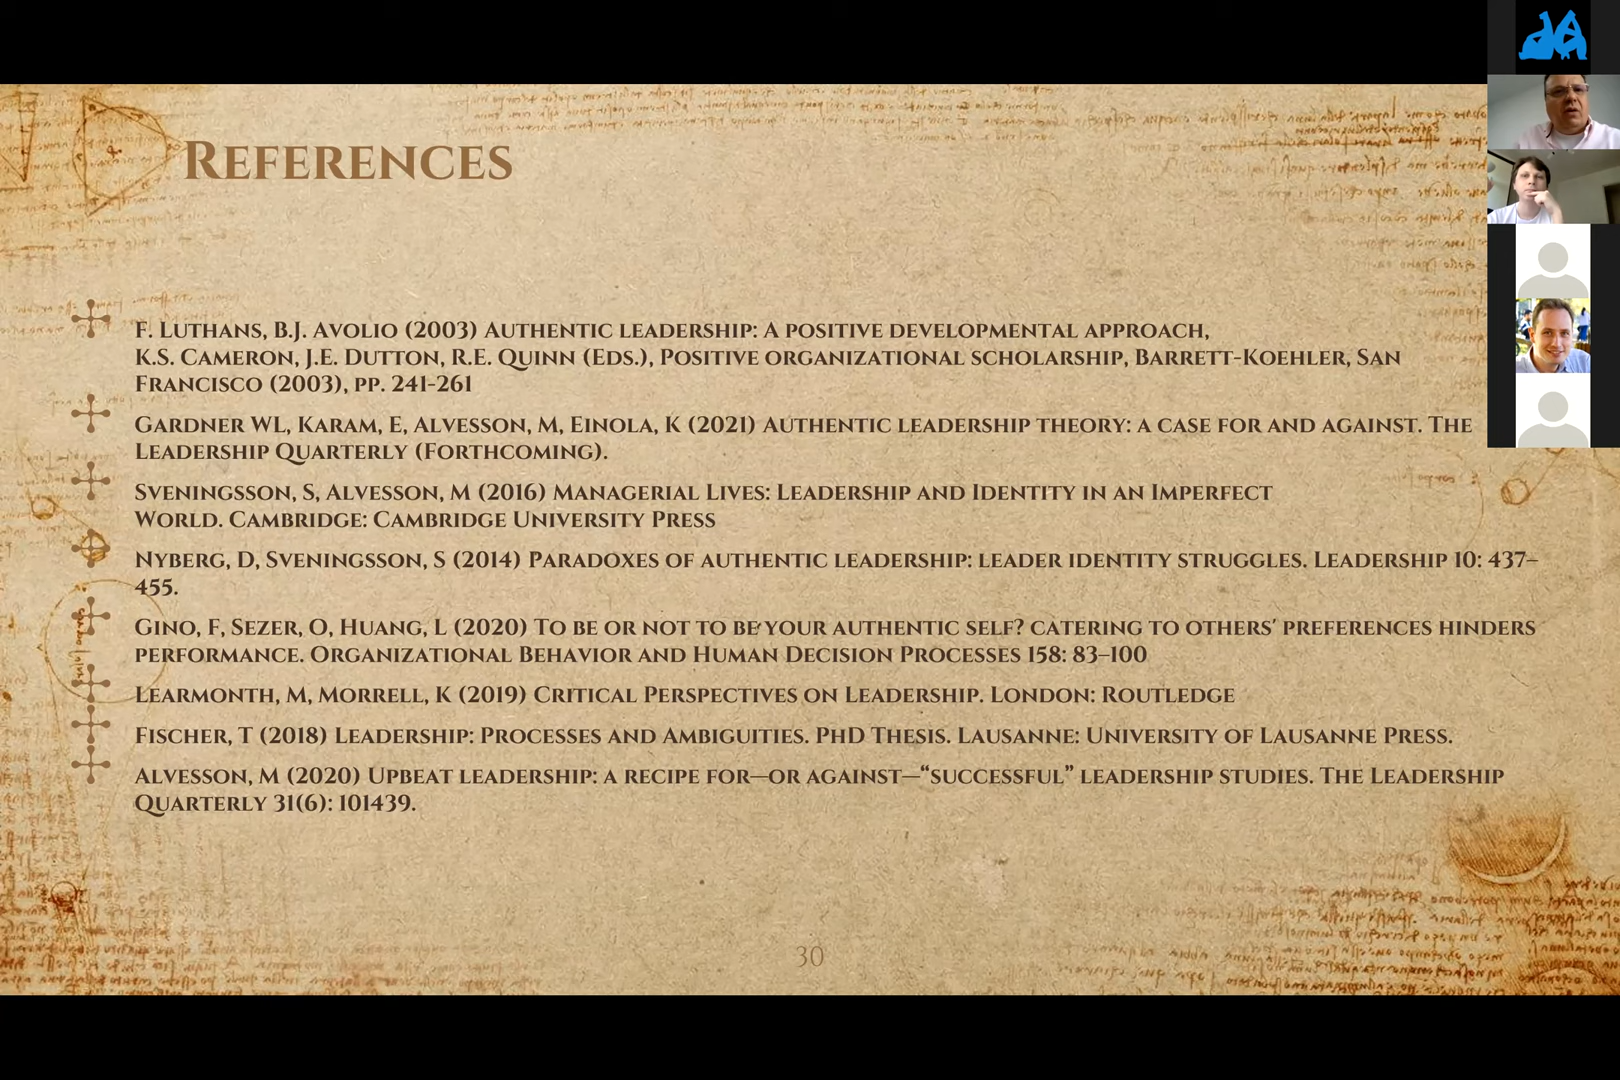 References
F. Luthans, B.J. Avolio (2003) Authentic leadership: A positive developmental approach,
K.S. Cameron, J.E. Dutton, R.E. Quinn (Eds.), Positive organizational scholarship, Barrett-Koehler, San
Francisco (2003), pp. 241-261
Gardner WL, Karam, E, Alvesson, M, Einola, K (2021) Authentic leadership theory: a case for and against. The
Leadership Quarterly (Forthcoming).
Sveningsson, S, Alvesson, M (2016) Managerial Lives: Leadership and Identity in an Imperfect
World. Cambridge: Cambridge University Press
Nyberg, D, Sveningsson, S (2014) Paradoxes of authentic leadership: leader identity struggles. Leadership 10: 437–
455.
Gino, F, Sezer, O, Huang, L (2020) To be or not to be your authentic self? catering to others' preferences hinders
performance. Organizational Behavior and Human Decision Processes 158: 83–100
Learmonth, M, Morrell, K (2019) Critical Perspectives on Leadership. London: Routledge
Fischer, T (2018) Leadership: Processes and Ambiguities. PhD Thesis. Lausanne: University of Lausanne Press.
Alvesson, M (2020) Upbeat leadership: a recipe for—or against—“successful” leadership studies. The Leadership
Quarterly 31(6): 101439.
30